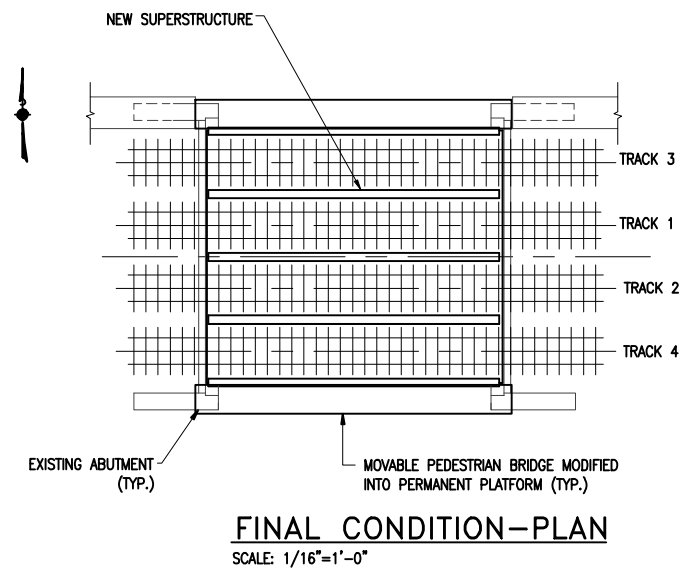 NEW SUPERSTRUCTURE
TRACK 3
TRACK 1
TRACK 2
TRACK 4
EXISTING ABUTMENT
(TYP.)
MOVABLE PEDESTRIAN BRIDGE MODIFIED
INTO PERMANENT PLATFORM (TYP.)
FINAL CONDITION-PLAN
SCALE: 1/16"=1'-0"